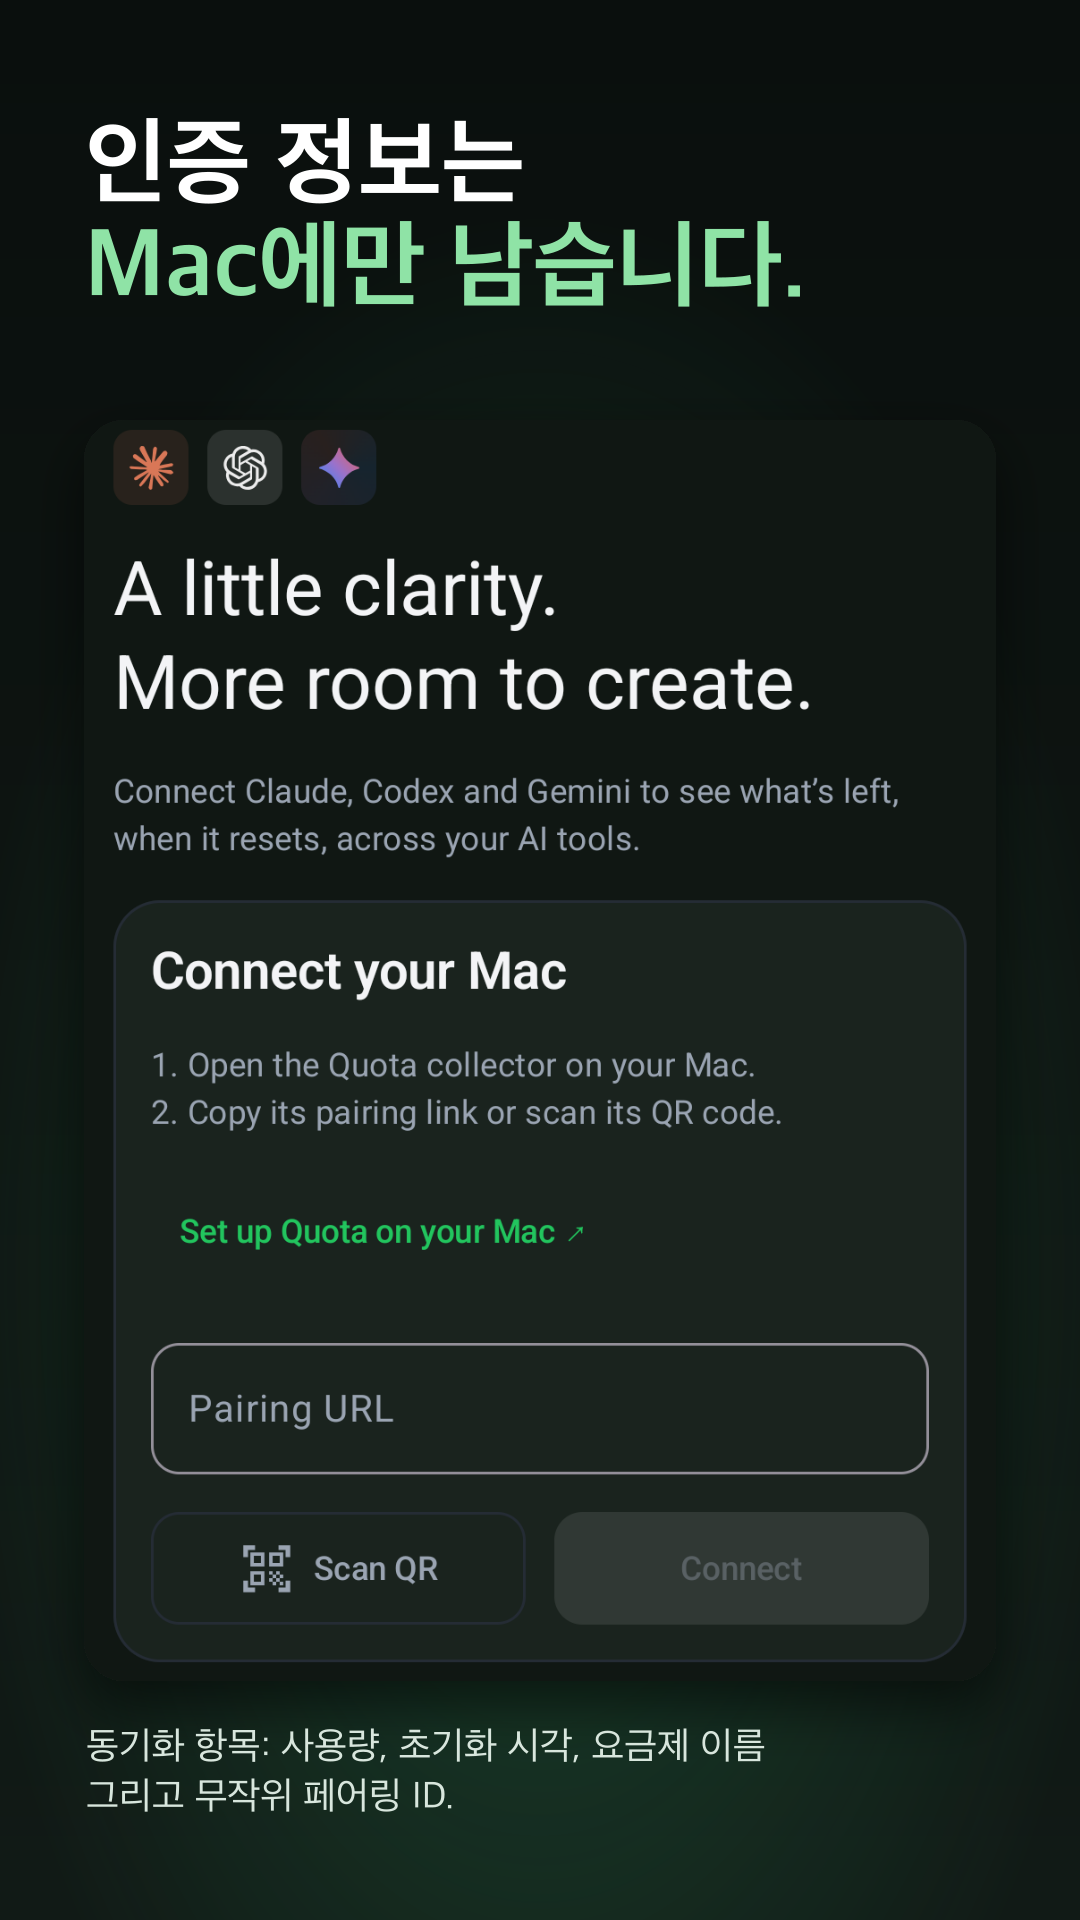 인증 정보는
Mac에만 남습니다.
A little clarity.
More room to create.
Connect Claude, Codex and Gemini to see what’s left,
when it resets, across your AI tools.
Connect your Mac
1. Open the Quota collector on your Mac.
2. Copy its pairing link or scan its QR code.
Set up Quota on your Mac ↗
Pairing URL
Scan QR
Connect
동기화 항목: 사용량, 초기화 시각, 요금제 이름
그리고 무작위 페어링 ID.